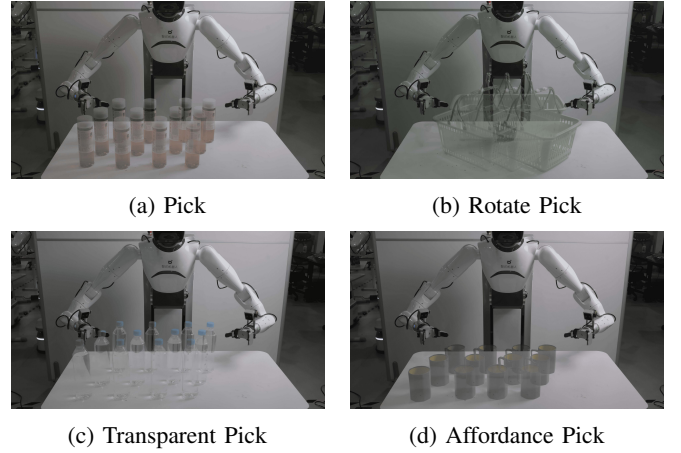 (a) Pick
(b) Rotate Pick
(c) Transparent Pick
(d) Affordance Pick